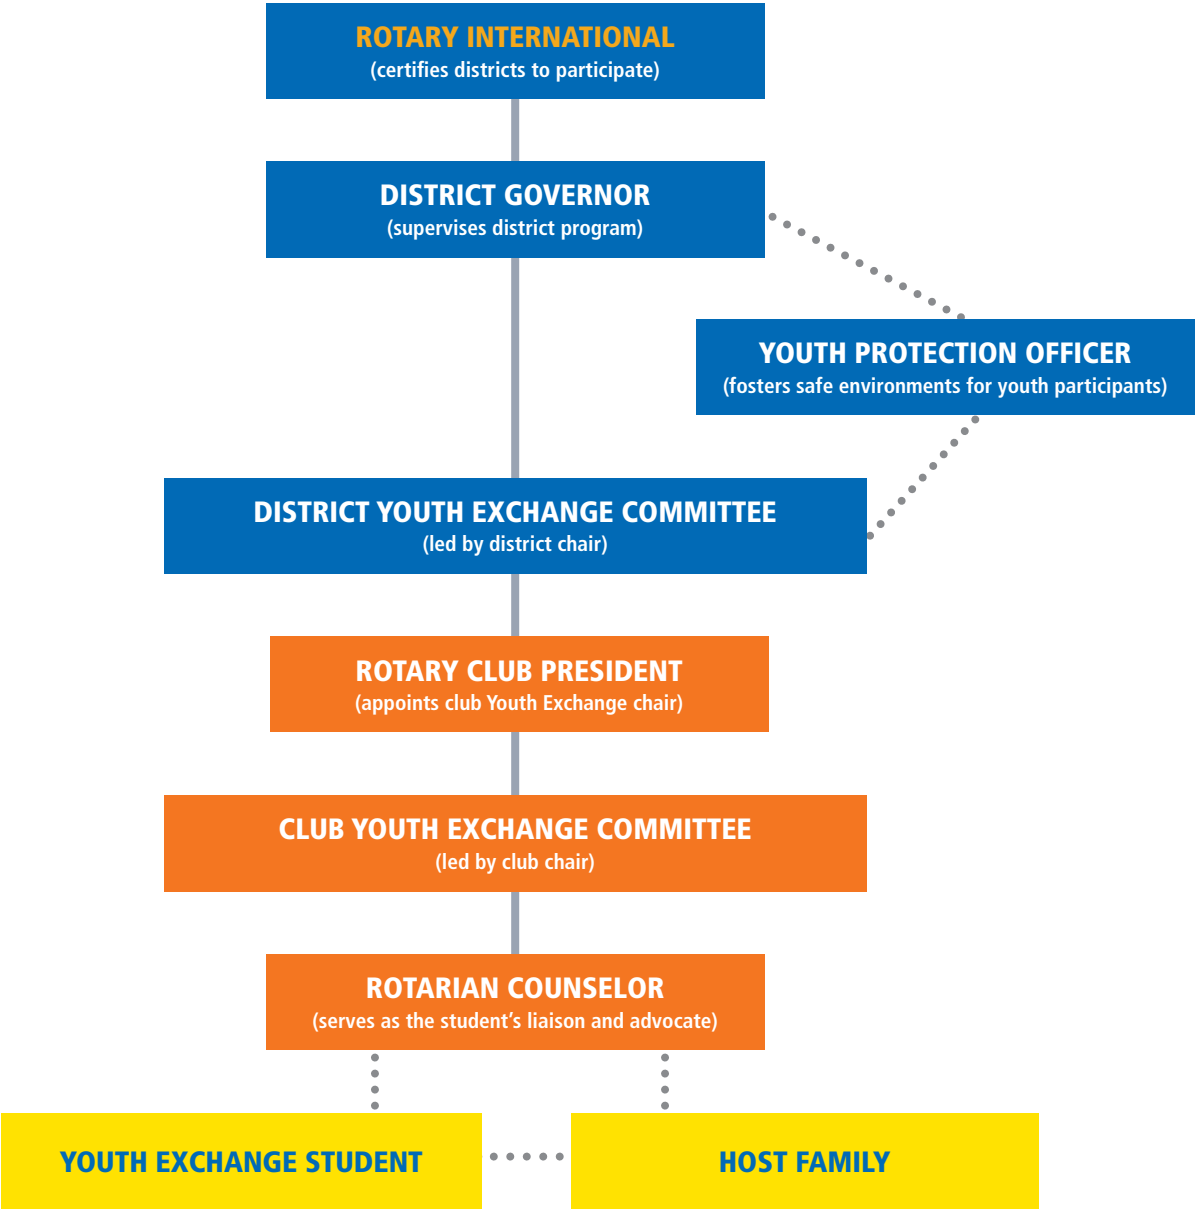 ROTARY INTERNATIONAL
(certifies districts to participate)
DISTRICT GOVERNOR
(supervises district program)
YOUTH PROTECTION OFFICER
(fosters safe environments for youth participants)
DISTRICT YOUTH EXCHANGE COMMITTEE
(led by district chair)
ROTARY CLUB PRESIDENT
(appoints club Youth Exchange chair)
CLUB YOUTH EXCHANGE COMMITTEE
(led by club chair)
ROTARIAN COUNSELOR
(serves as the student’s liaison and advocate)
YOUTH EXCHANGE STUDENT
HOST FAMILY